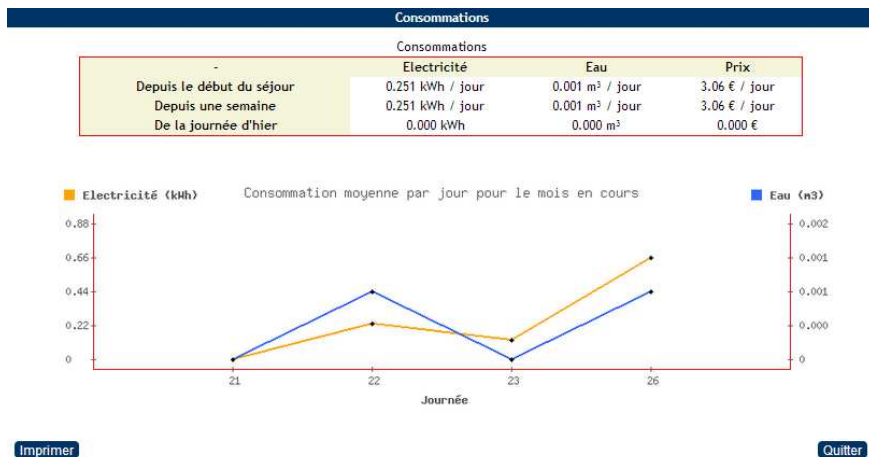 Consommations
Consommations
- Electricité Eau Prix
Depuis le début du séjour 0.251 kWh / jour 0.001 m³ / jour 3.06 € / jour
Depuis une semaine 0.251 kWh / jour 0.001 m³ / jour 3.06 € / jour
De la journée d'hier 0.000 kWh 0.000 m³ 0.000 €
Electricité (kWh) Consommation moyenne par jour pour le mois en cours Eau (m3)
0.88 0.002
0.66 0.001
0.44 0.001
0.22 0.000
0 0
21 22 23 26
Journée
Imprimer Quitter